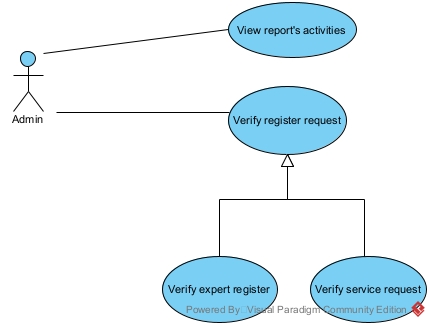 View report's activities
Admin
Verify register request
Verify expert register
Verify service request
Powered By: Visual Paradigm Community Edition